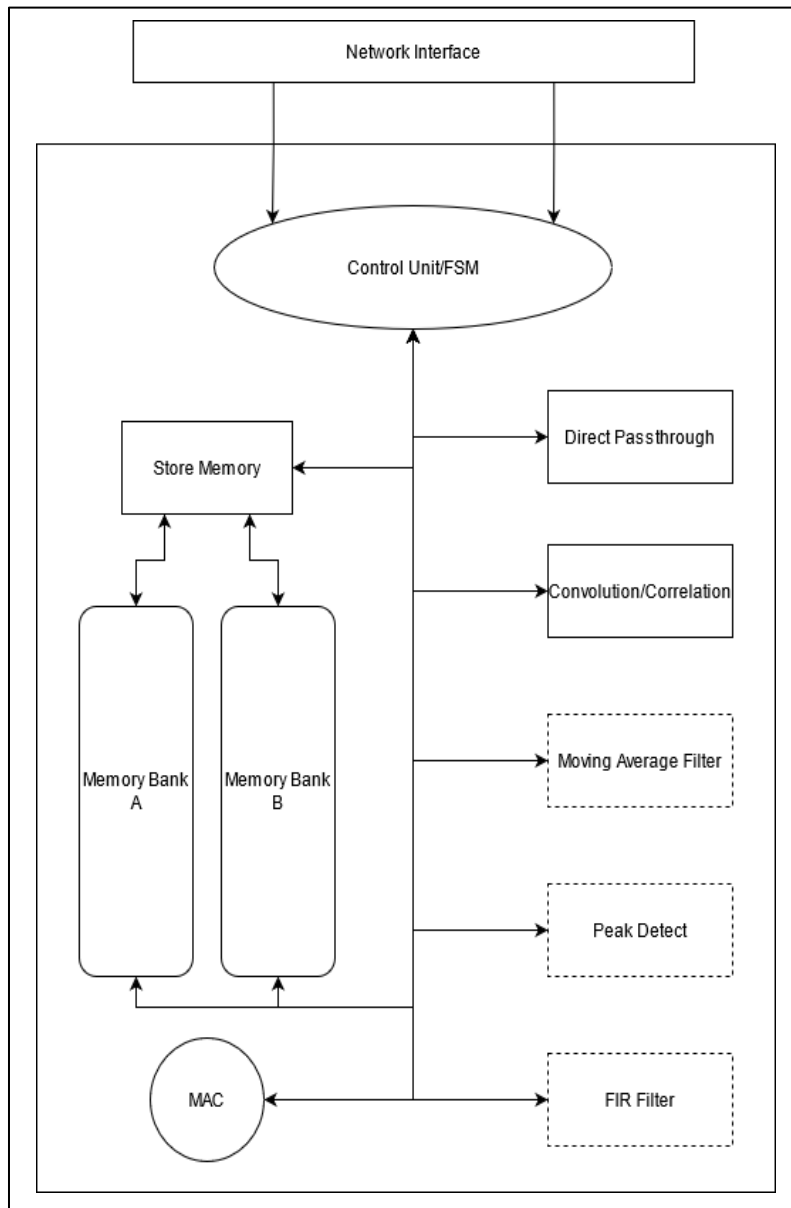 Network Interface
Control Unit/FSM
Direct Passthrough
Store Memory
Convolution/Correlation
Moving Average Filter
Memory Bank
A
Memory Bank
B
Peak Detect
MAC
FIR Filter